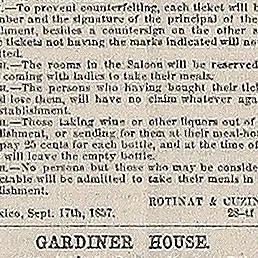 .—To prevent counterfeiting, each ticket will b
mber and the signature of the principal of the
hment, besides a countersign on the other s
e tickets not having the marks indicated will no
itted.
H.—The rooms in the Saloon will be reserved
coming with ladies to take their meals.
H.—The persons who having bought their tick
d lose them, will have no claim whatever aga
stablishment.
H.—Those taking wine or other liquors out of
lishment, or sending for them at their meal-ho
pay 25 cents for each bottle, and at the time of
will leave the empty bottle.
H.—No persons but those who may be conside
ctable will be admitted to take their meals in
lishment.
ROTINAT & CUZIN
xico, Sept. 17th, 1857. 28—tf
GARDINER HOUSE.